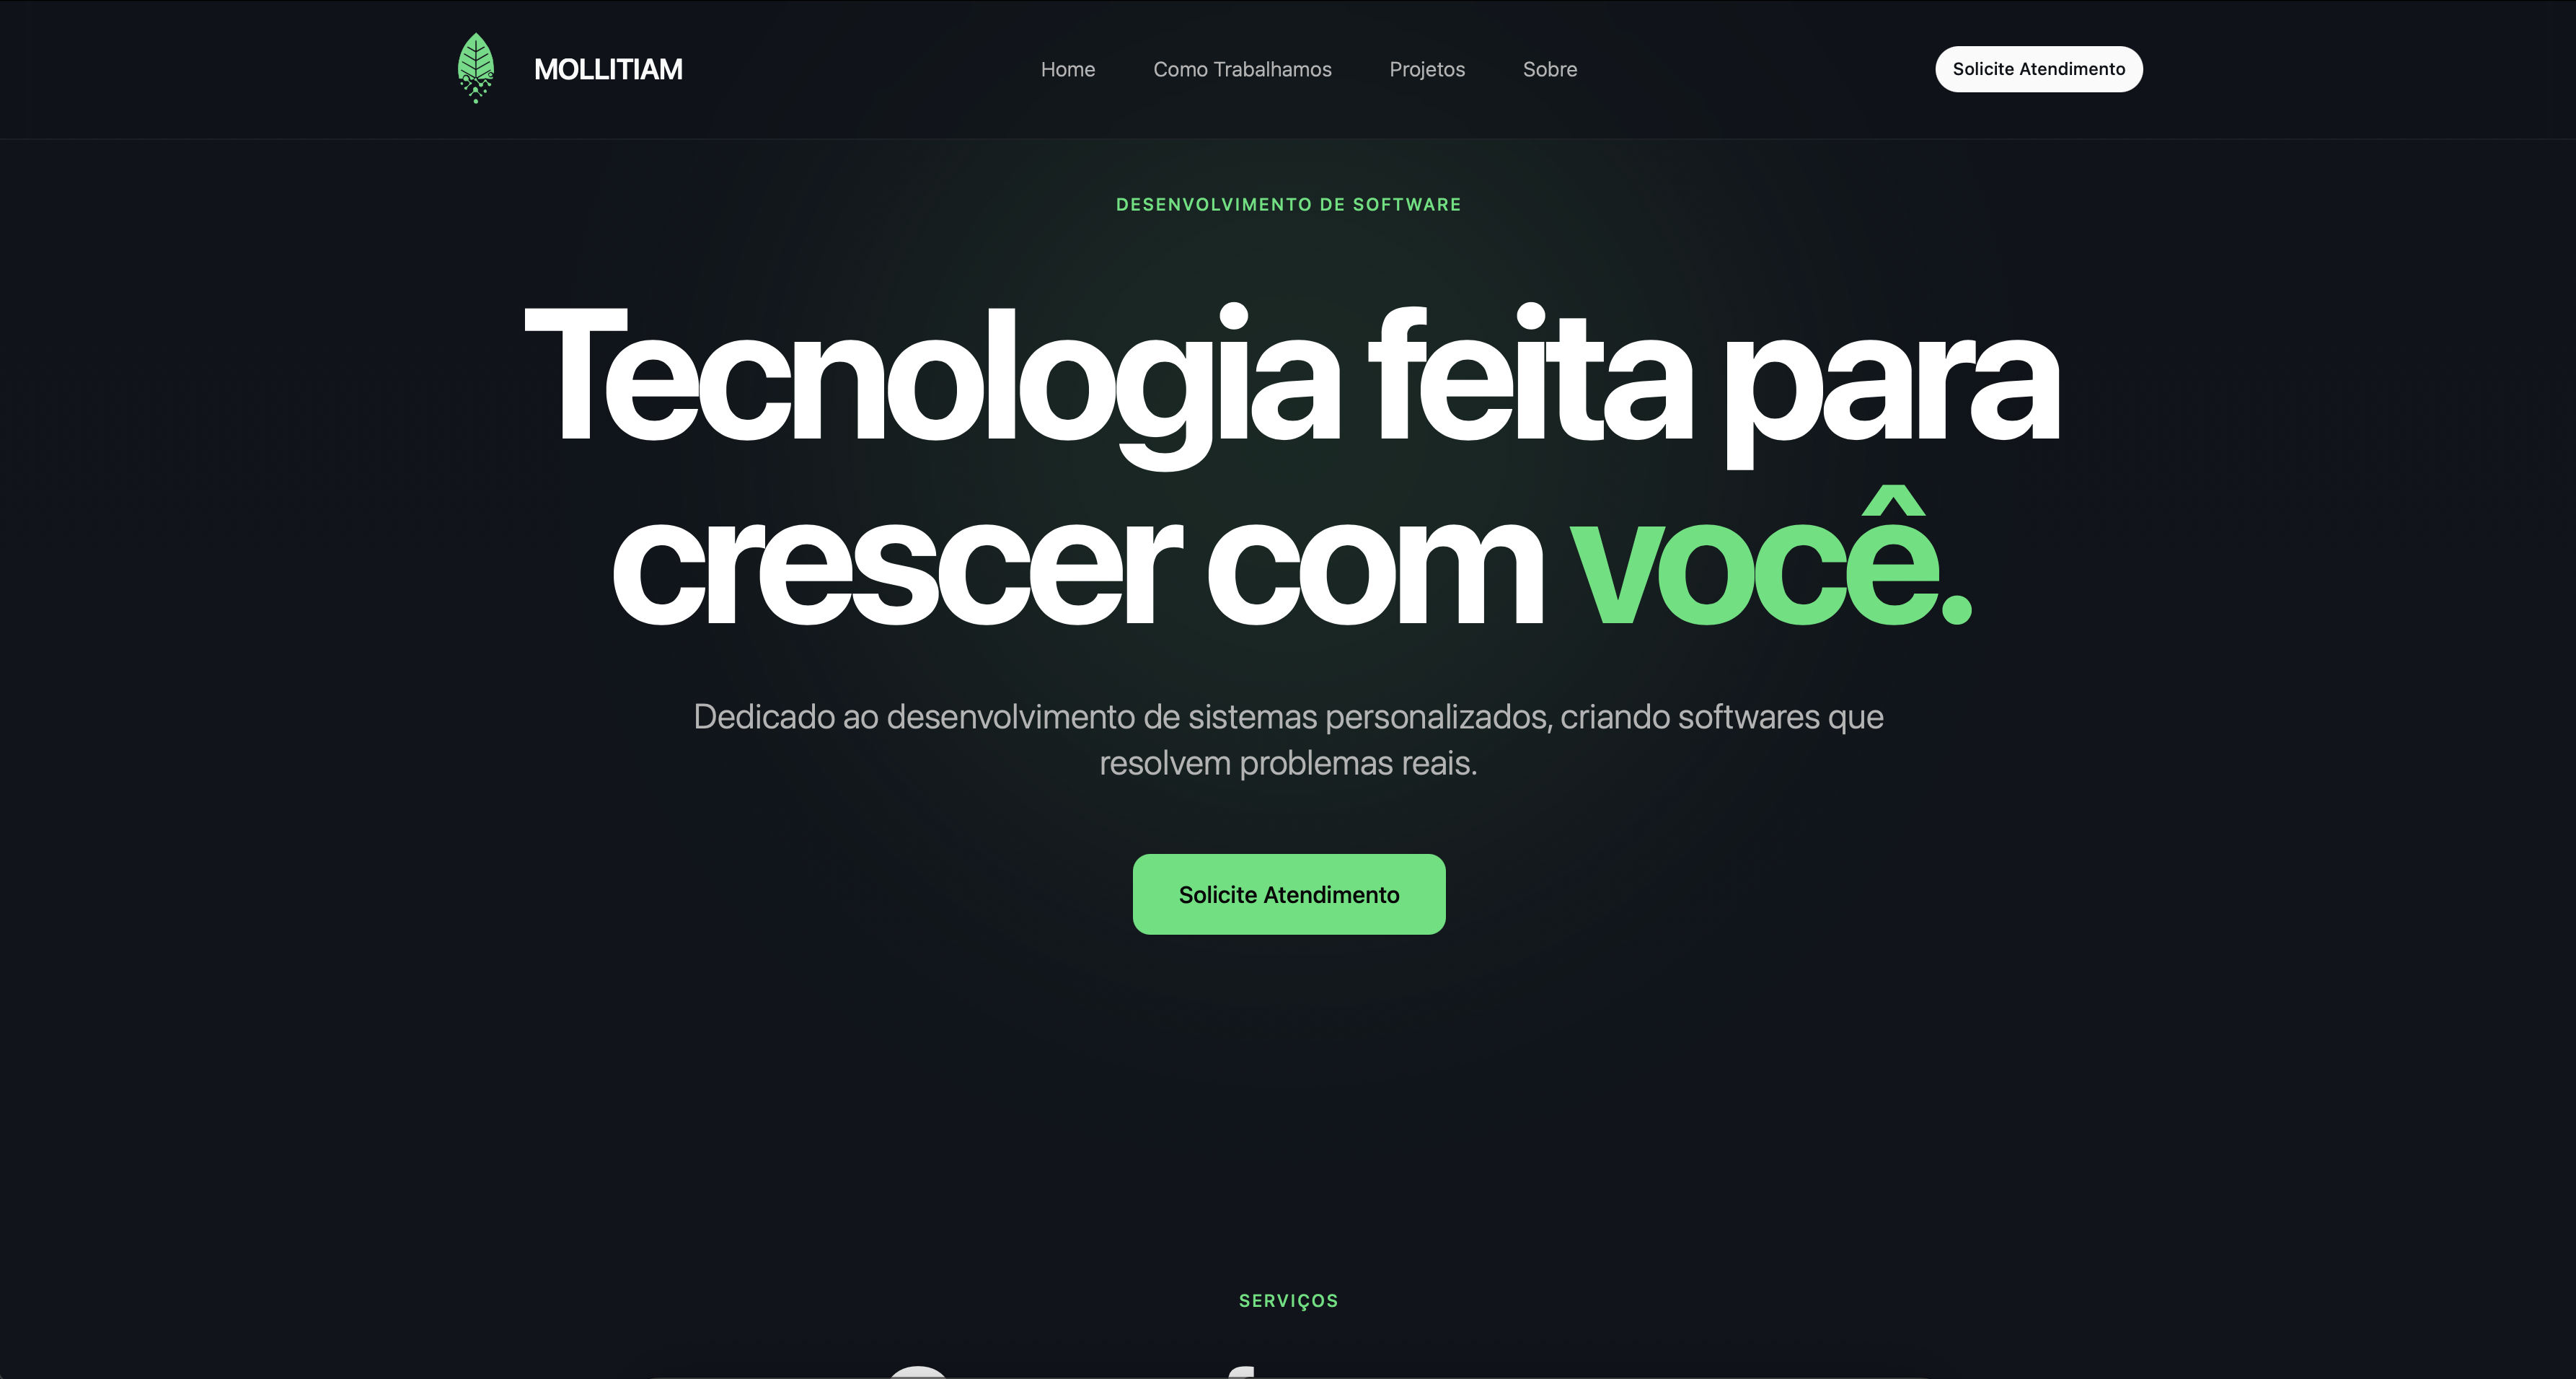 MOLLITIAM
Home
Como Trabalhamos
Projetos
Sobre
Solicite Atendimento
DESENVOLVIMENTO DE SOFTWARE
Tecnologia feita para
crescer com você.
Dedicado ao desenvolvimento de sistemas personalizados, criando softwares que
resolvem problemas reais.
Solicite Atendimento
SERVIÇOS